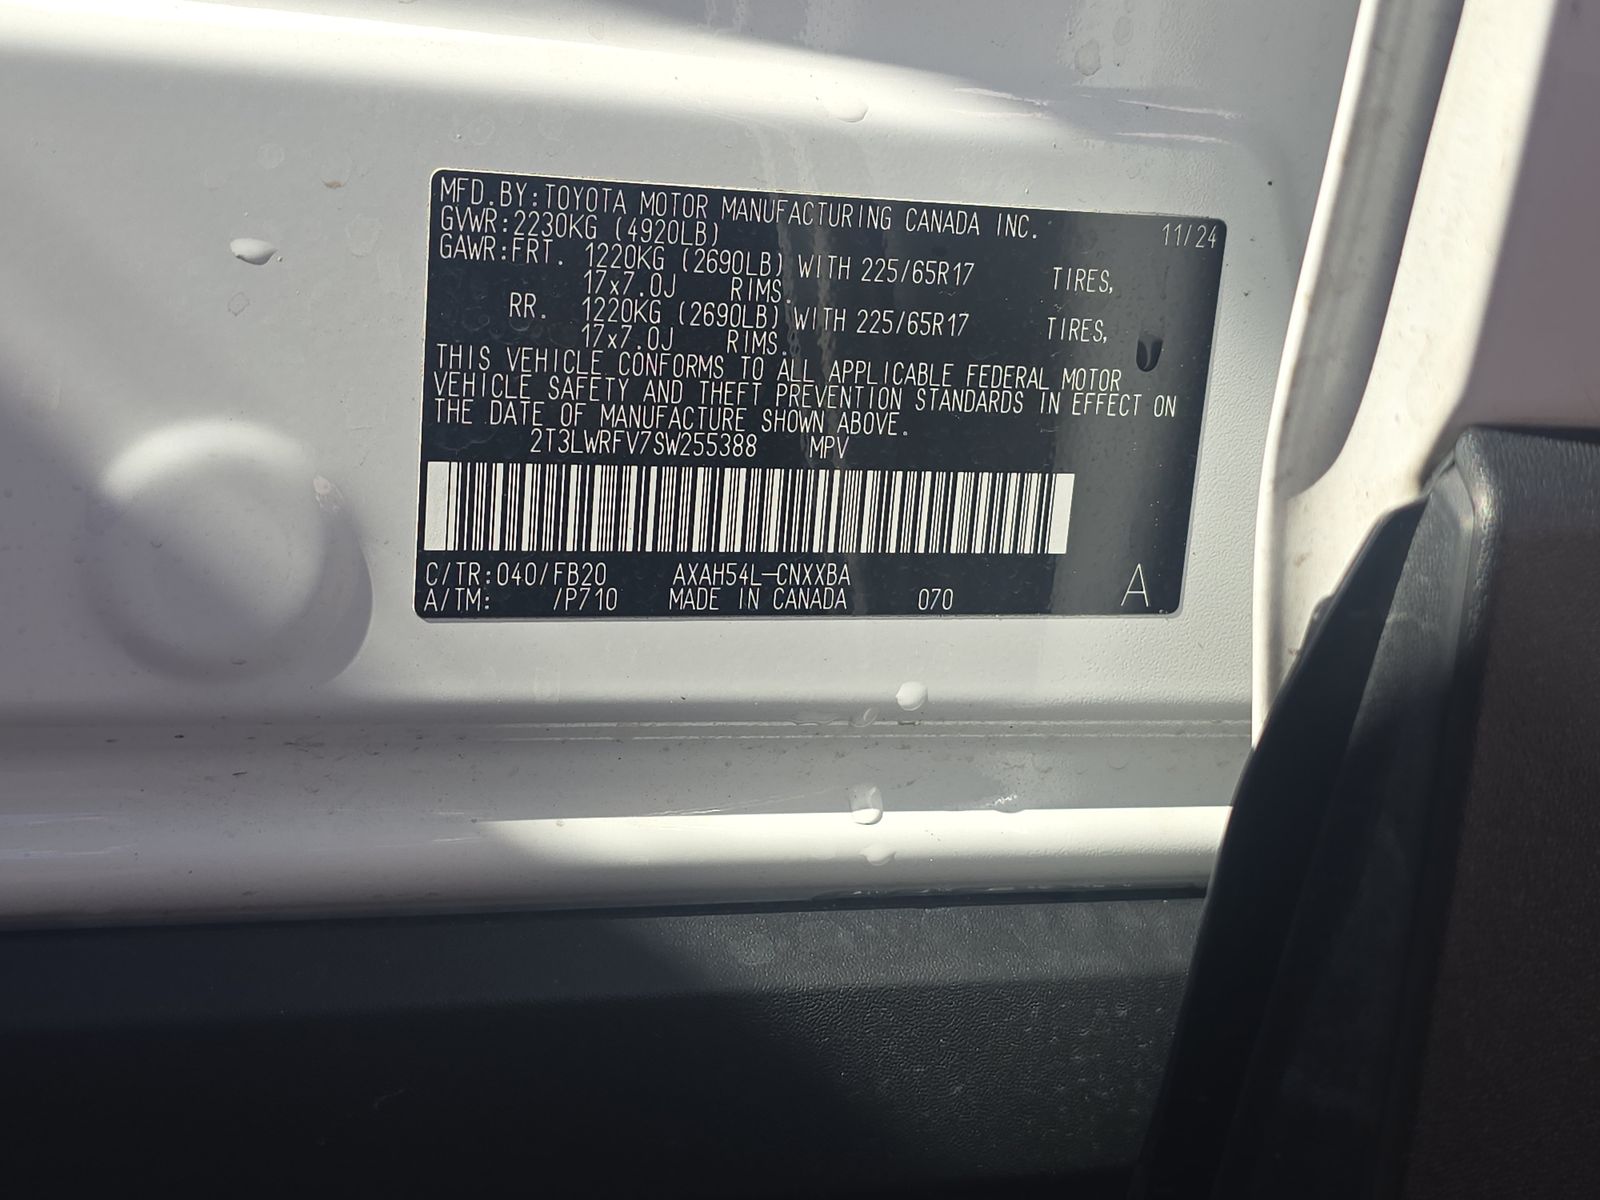 MFD.BY:TOYOTA MOTOR MANUFACTURING CANADA INC. 11/24
GVWR:2230KG (4920LB)
GAWR:FRT. 1220KG (2690LB) WITH 225/65R17 TIRES,
17x7.0J RIMS.
RR. 1220KG (2690LB) WITH 225/65R17 TIRES,
17x7.0J RIMS.
THIS VEHICLE CONFORMS TO ALL APPLICABLE FEDERAL MOTOR
VEHICLE SAFETY AND THEFT PREVENTION STANDARDS IN EFFECT ON
THE DATE OF MANUFACTURE SHOWN ABOVE.
2T3LWRFV7SW255388 MPV
C/TR:040/FB20 AXAH54L-CNXXBA
A/TM: /P710 MADE IN CANADA 070 A